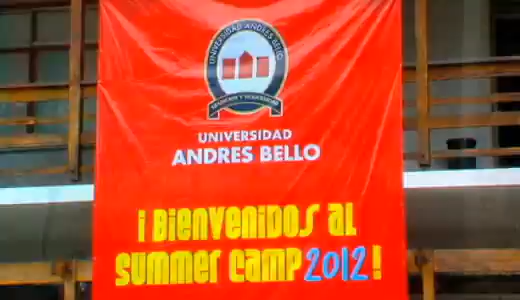 UNIVERSIDAD ANDRES BELLO
UNIVERSIDAD
ANDRES BELLO
¡BIENVENIDOS AL
SUMMER CAMP 2012!